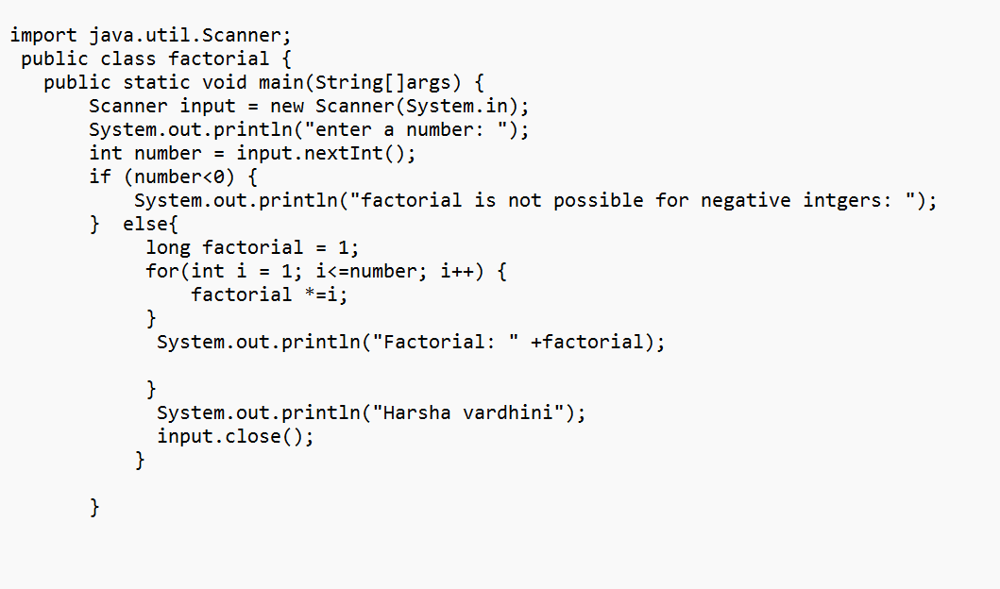 import java.util.Scanner;
 public class factorial {
   public static void main(String[]args) {
       Scanner input = new Scanner(System.in);
       System.out.println("enter a number: ");
       int number = input.nextInt();
       if (number<0) {
           System.out.println("factorial is not possible for negative intgers: ");
       }  else{
            long factorial = 1;
            for(int i = 1; i<=number; i++) {
                factorial *=i;
            }
             System.out.println("Factorial: " +factorial);

            }
             System.out.println("Harsha vardhini");
             input.close();
           }

       }